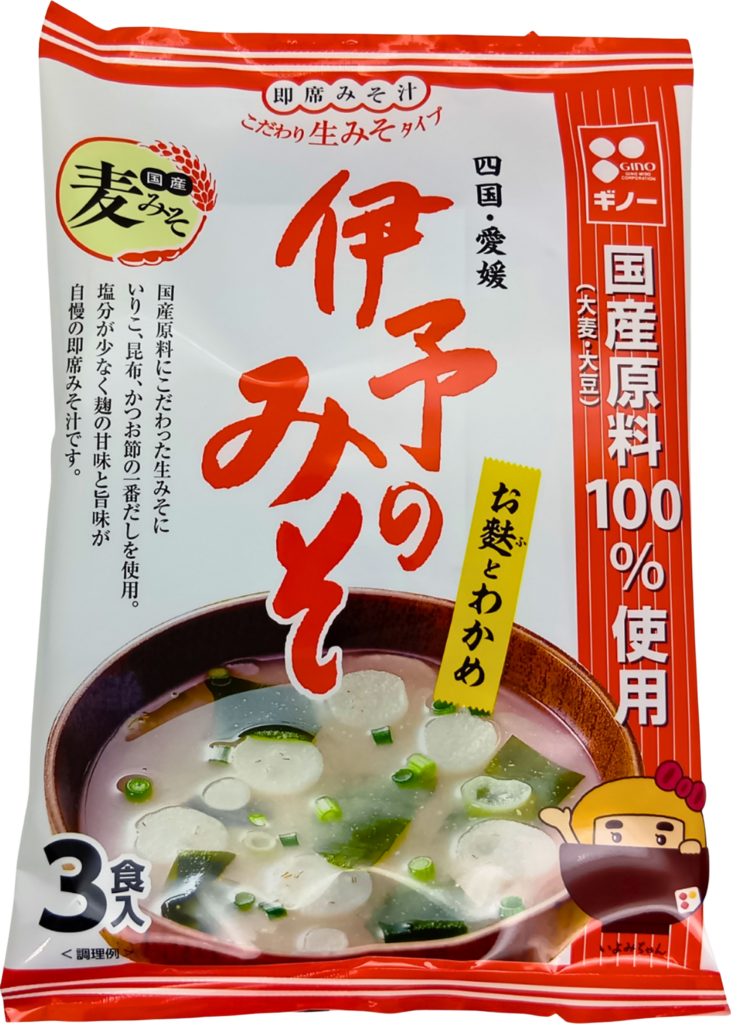 即席みそ汁
こだわり生みそタイプ
GINO
GINO MISO
CORPORATION
ギノー
国産原料100%使用
(大麦・大豆)
四国・愛媛
伊予の
みそ
国産
麦みそ
国産原料にこだわった生みそに
いりこ、昆布、かつお節の一番だしを使用。
塩分が少なく麹の甘味と旨味が
自慢の即席みそ汁です。
お麩とわかめ
ふ
3食入
<調理例>
いよみちゃん